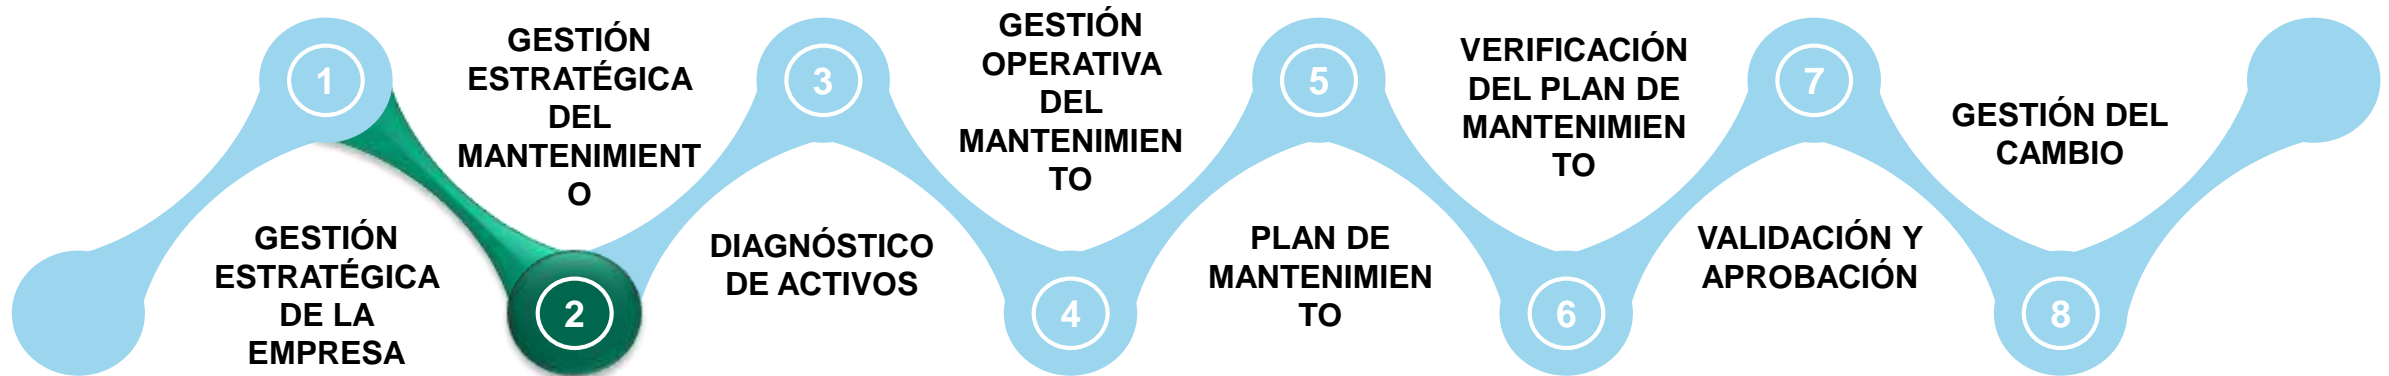 1
GESTIÓN
ESTRATÉGICA
DE LA
EMPRESA
2
GESTIÓN
ESTRATÉGICA
DEL
MANTENIMIENT
O
3
DIAGNÓSTICO
DE ACTIVOS
4
GESTIÓN
OPERATIVA
DEL
MANTENIMIEN
TO
5
PLAN DE
MANTENIMIEN
TO
6
VERIFICACIÓN
DEL PLAN DE
MANTENIMIEN
TO
7
VALIDACIÓN Y
APROBACIÓN
8
GESTIÓN DEL
CAMBIO